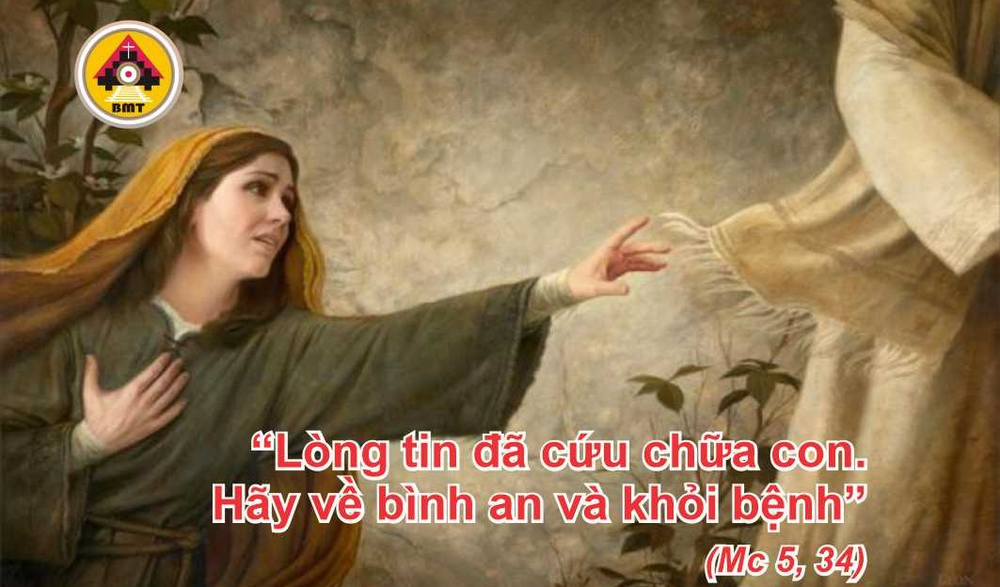 BMT
“Lòng tin đã cứu chữa con.
Hãy về bình an và khỏi bệnh”
(Mc 5, 34)